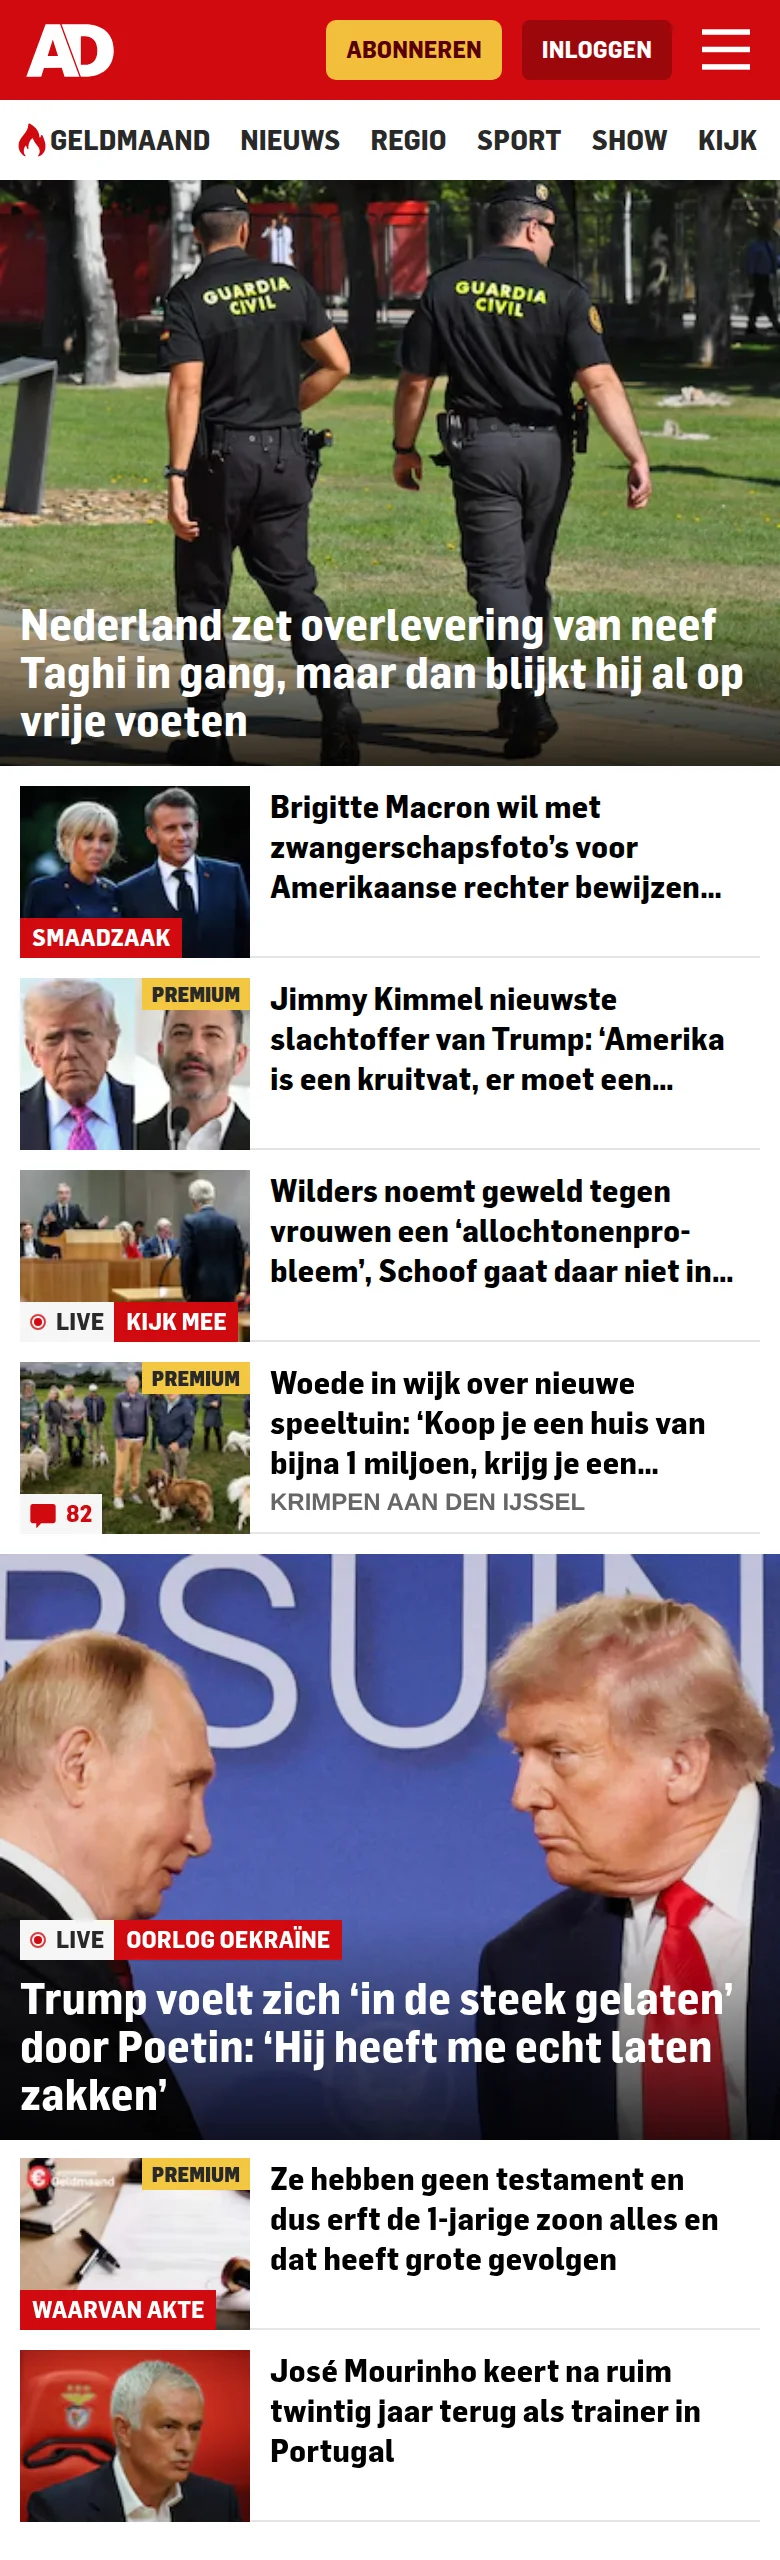 AD
ABONNEREN
INLOGGEN
GELDMAAND NIEUWS REGIO SPORT SHOW KIJK
GUARDIA
CIVIL
GUARDIA
CIVIL
Nederland zet overlevering van neef
Taghi in gang, maar dan blijkt hij al op
vrije voeten
SMAADZAAK
Brigitte Macron wil met
zwangerschapsfoto’s voor
Amerikaanse rechter bewijzen...
PREMIUM
Jimmy Kimmel nieuwste
slachtoffer van Trump: ‘Amerika
is een kruitvat, er moet een...
LIVE KIJK MEE
Wilders noemt geweld tegen
vrouwen een ‘allochtonenpro-
bleem’, Schoof gaat daar niet in...
PREMIUM
82
Woede in wijk over nieuwe
speeltuin: ‘Koop je een huis van
bijna 1 miljoen, krijg je een...
KRIMPEN AAN DEN IJSSEL
RSUIN
LIVE OORLOG OEKRAÏNE
Trump voelt zich ‘in de steek gelaten’
door Poetin: ‘Hij heeft me echt laten
zakken’
€ Geldmaand
PREMIUM
WAARVAN AKTE
Ze hebben geen testament en
dus erft de 1-jarige zoon alles en
dat heeft grote gevolgen
José Mourinho keert na ruim
twintig jaar terug als trainer in
Portugal